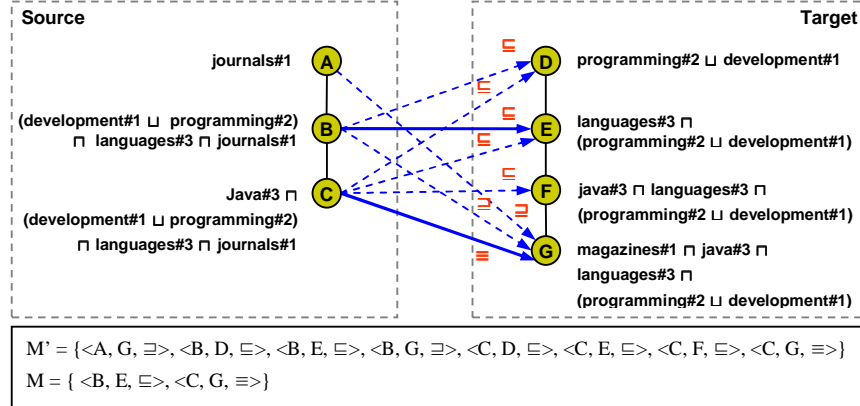 Source
Target
journals#1
A
⊑
D
programming#2 ⊔ development#1
⊑
(development#1 ⊔ programming#2)
⊓ languages#3 ⊓ journals#1
B
⊑
⊑
E
languages#3 ⊓
(programming#2 ⊔ development#1)
Java#3 ⊓
(development#1 ⊔ programming#2)
⊓ languages#3 ⊓ journals#1
C
⊑
F
java#3 ⊓ languages#3 ⊓
(programming#2 ⊔ development#1)
⊒
⊒
≡
G
magazines#1 ⊓ java#3 ⊓
languages#3 ⊓
(programming#2 ⊔ development#1)
M’ = {<A, G, ⊒>, <B, D, ⊑>, <B, E, ⊑>, <B, G, ⊒>, <C, D, ⊑>, <C, E, ⊑>, <C, F, ⊑>, <C, G, ≡>}
M = { <B, E, ⊑>, <C, G, ≡>}